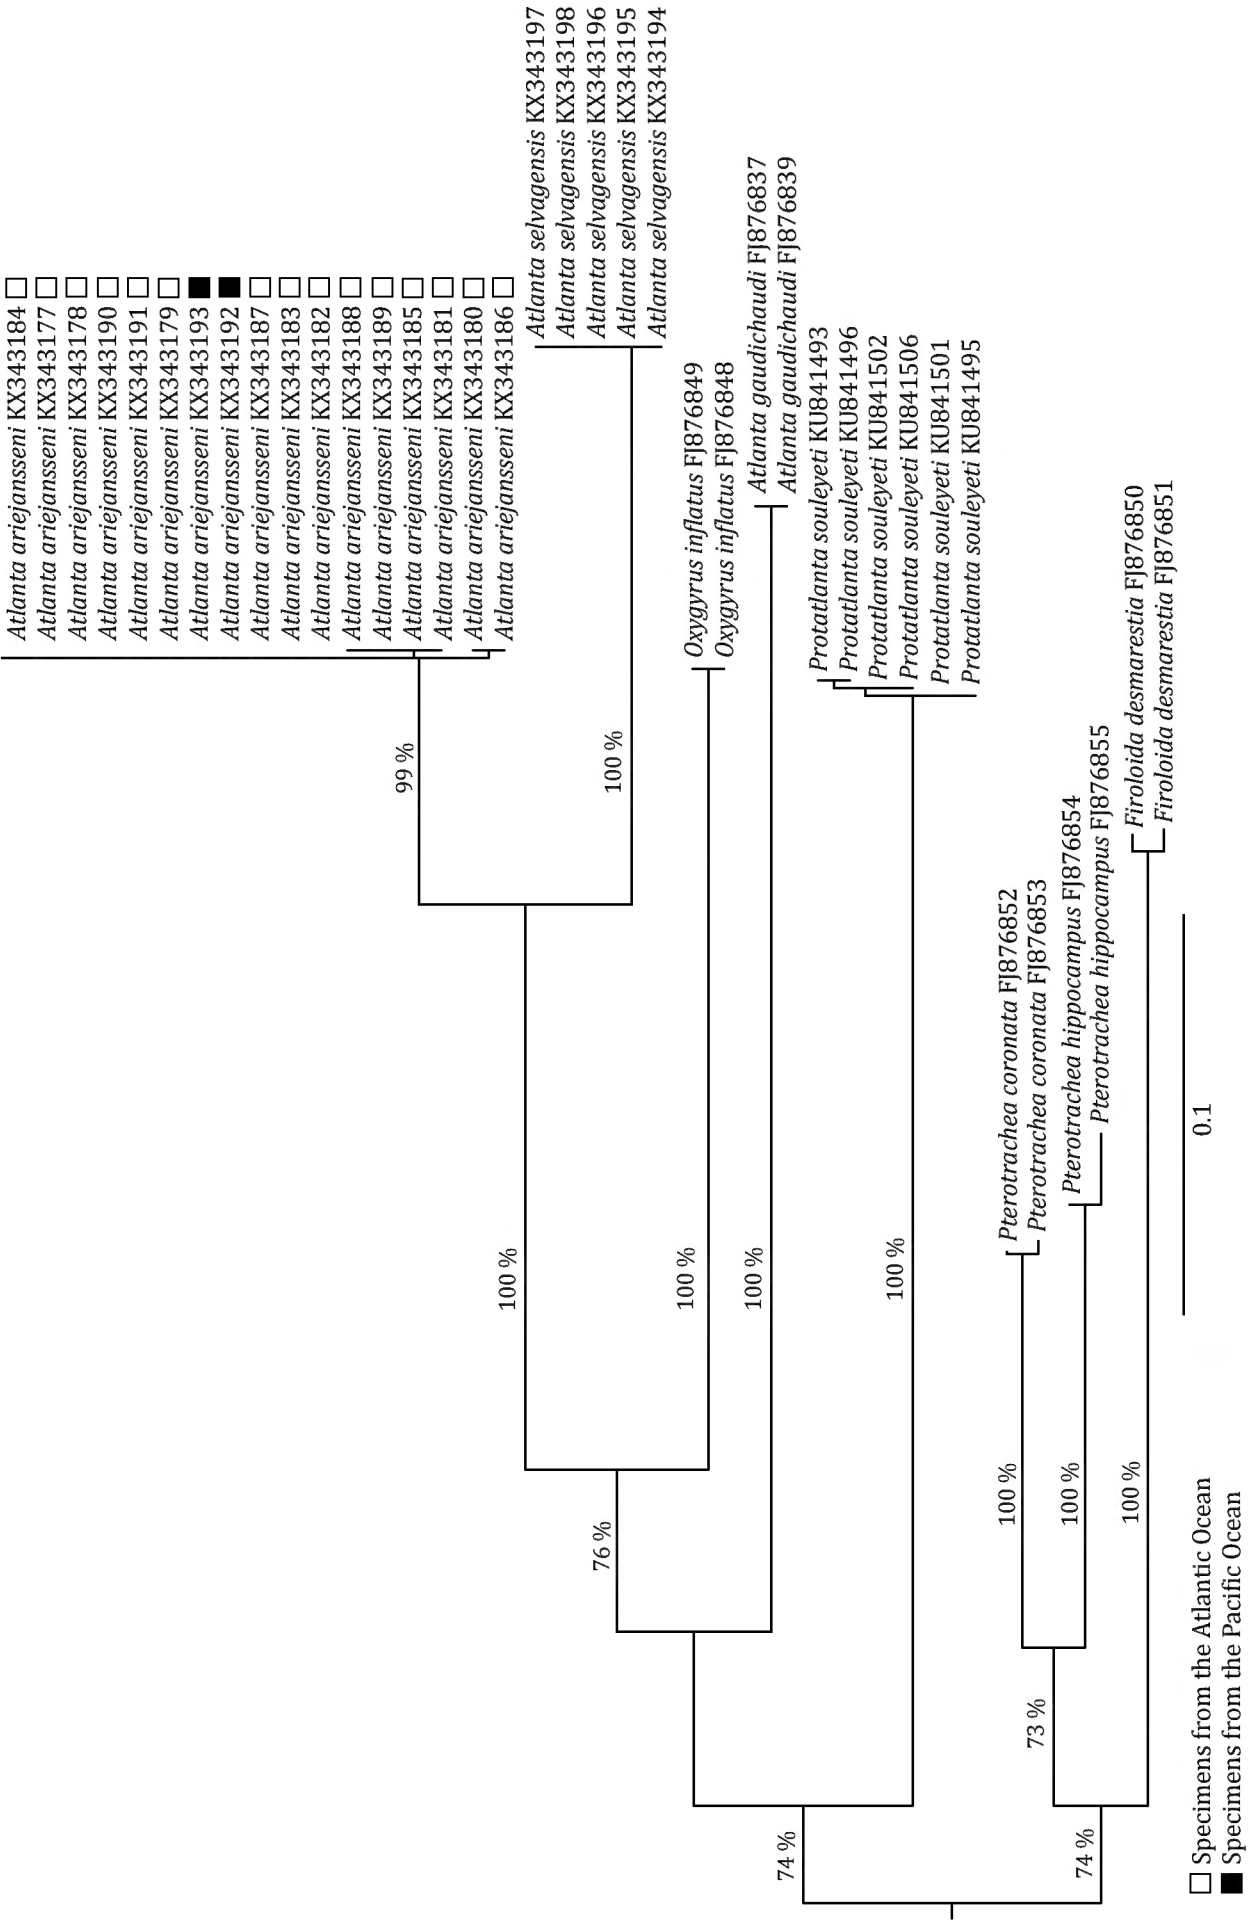 Atlanta ariejansseni KX343184
Atlanta ariejansseni KX343177
Atlanta ariejansseni KX343178
Atlanta ariejansseni KX343190
Atlanta ariejansseni KX343191
Atlanta ariejansseni KX343179
Atlanta ariejansseni KX343193
Atlanta ariejansseni KX343192
Atlanta ariejansseni KX343187
Atlanta ariejansseni KX343183
Atlanta ariejansseni KX343182
Atlanta ariejansseni KX343188
Atlanta ariejansseni KX343189
Atlanta ariejansseni KX343185
Atlanta ariejansseni KX343181
Atlanta ariejansseni KX343180
Atlanta ariejansseni KX343186
Atlanta selvagensis KX343197
Atlanta selvagensis KX343198
Atlanta selvagensis KX343196
Atlanta selvagensis KX343195
Atlanta selvagensis KX343194
Oxygyrus inflatus FJ876849
Oxygyrus inflatus FJ876848
Atlanta gaudichaudi FJ876837
Atlanta gaudichaudi FJ876839
Protatlanta souleyeti KU841493
Protatlanta souleyeti KU841496
Protatlanta souleyeti KU841502
Protatlanta souleyeti KU841506
Protatlanta souleyeti KU841501
Protatlanta souleyeti KU841495
Pterotrachea coronata FJ876852
Pterotrachea coronata FJ876853
Pterotrachea hippocampus FJ876854
Pterotrachea hippocampus FJ876855
Firoloida desmarestia FJ876850
Firoloida desmarestia FJ876851
99 %
100 %
100 %
76 %
100 %
100 %
100 %
74 %
100 %
73 %
100 %
74 %
100 %
0.1
Specimens from the Atlantic Ocean
Specimens from the Pacific Ocean